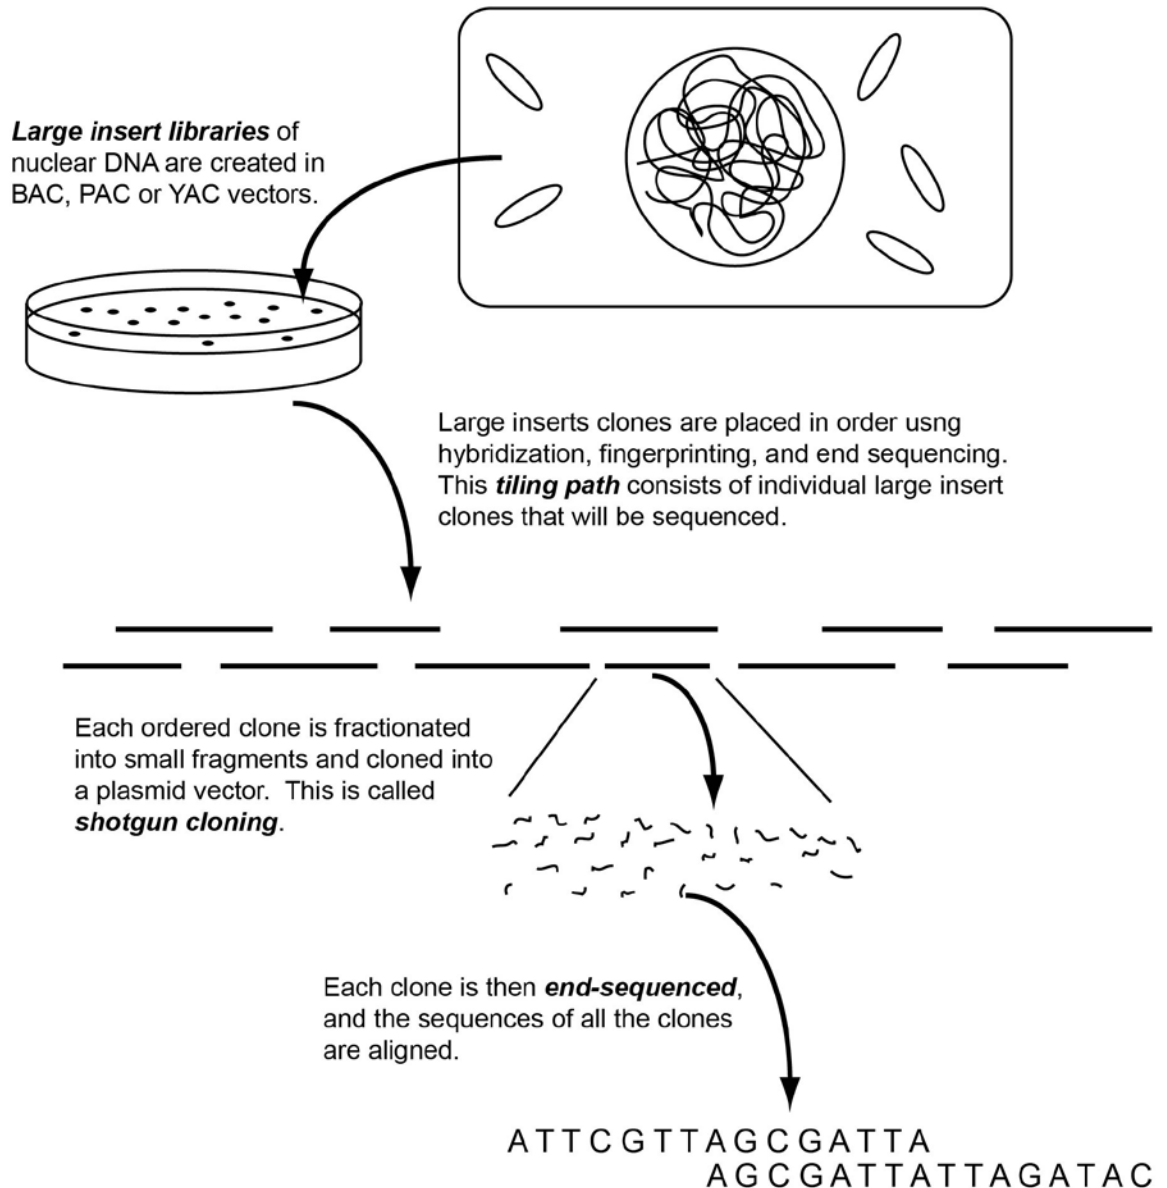 Large insert libraries of
nuclear DNA are created in
BAC, PAC or YAC vectors.
Large inserts clones are placed in order usng
hybridization, fingerprinting, and end sequencing.
This tiling path consists of individual large insert
clones that will be sequenced.
Each ordered clone is fractionated
into small fragments and cloned into
a plasmid vector. This is called
shotgun cloning.
Each clone is then end-sequenced,
and the sequences of all the clones
are aligned.
ATTCGTTAGCGATTA
AGCGATTATTAGATAC